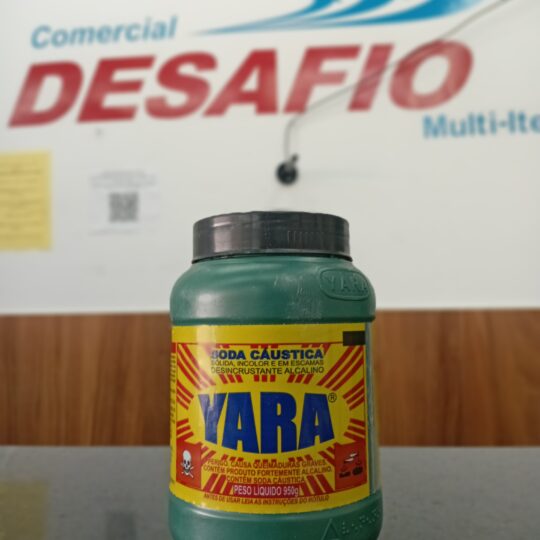 Comercial
DESAFIO
Multi-Ite
YARA
SODA CÁUSTICA
SÓLIDA, INCOLOR E EM ESCAMAS
DESINCRUSTANTE ALCALINO
YARA®
PERIGO. CAUSA QUEIMADURAS GRAVES.
CONTÉM PRODUTO FORTEMENTE ALCALINO.
CONTÉM SODA CÁUSTICA
PESO LÍQUIDO 950g
ANTES DE USAR LEIA AS INSTRUÇÕES DO RÓTULO